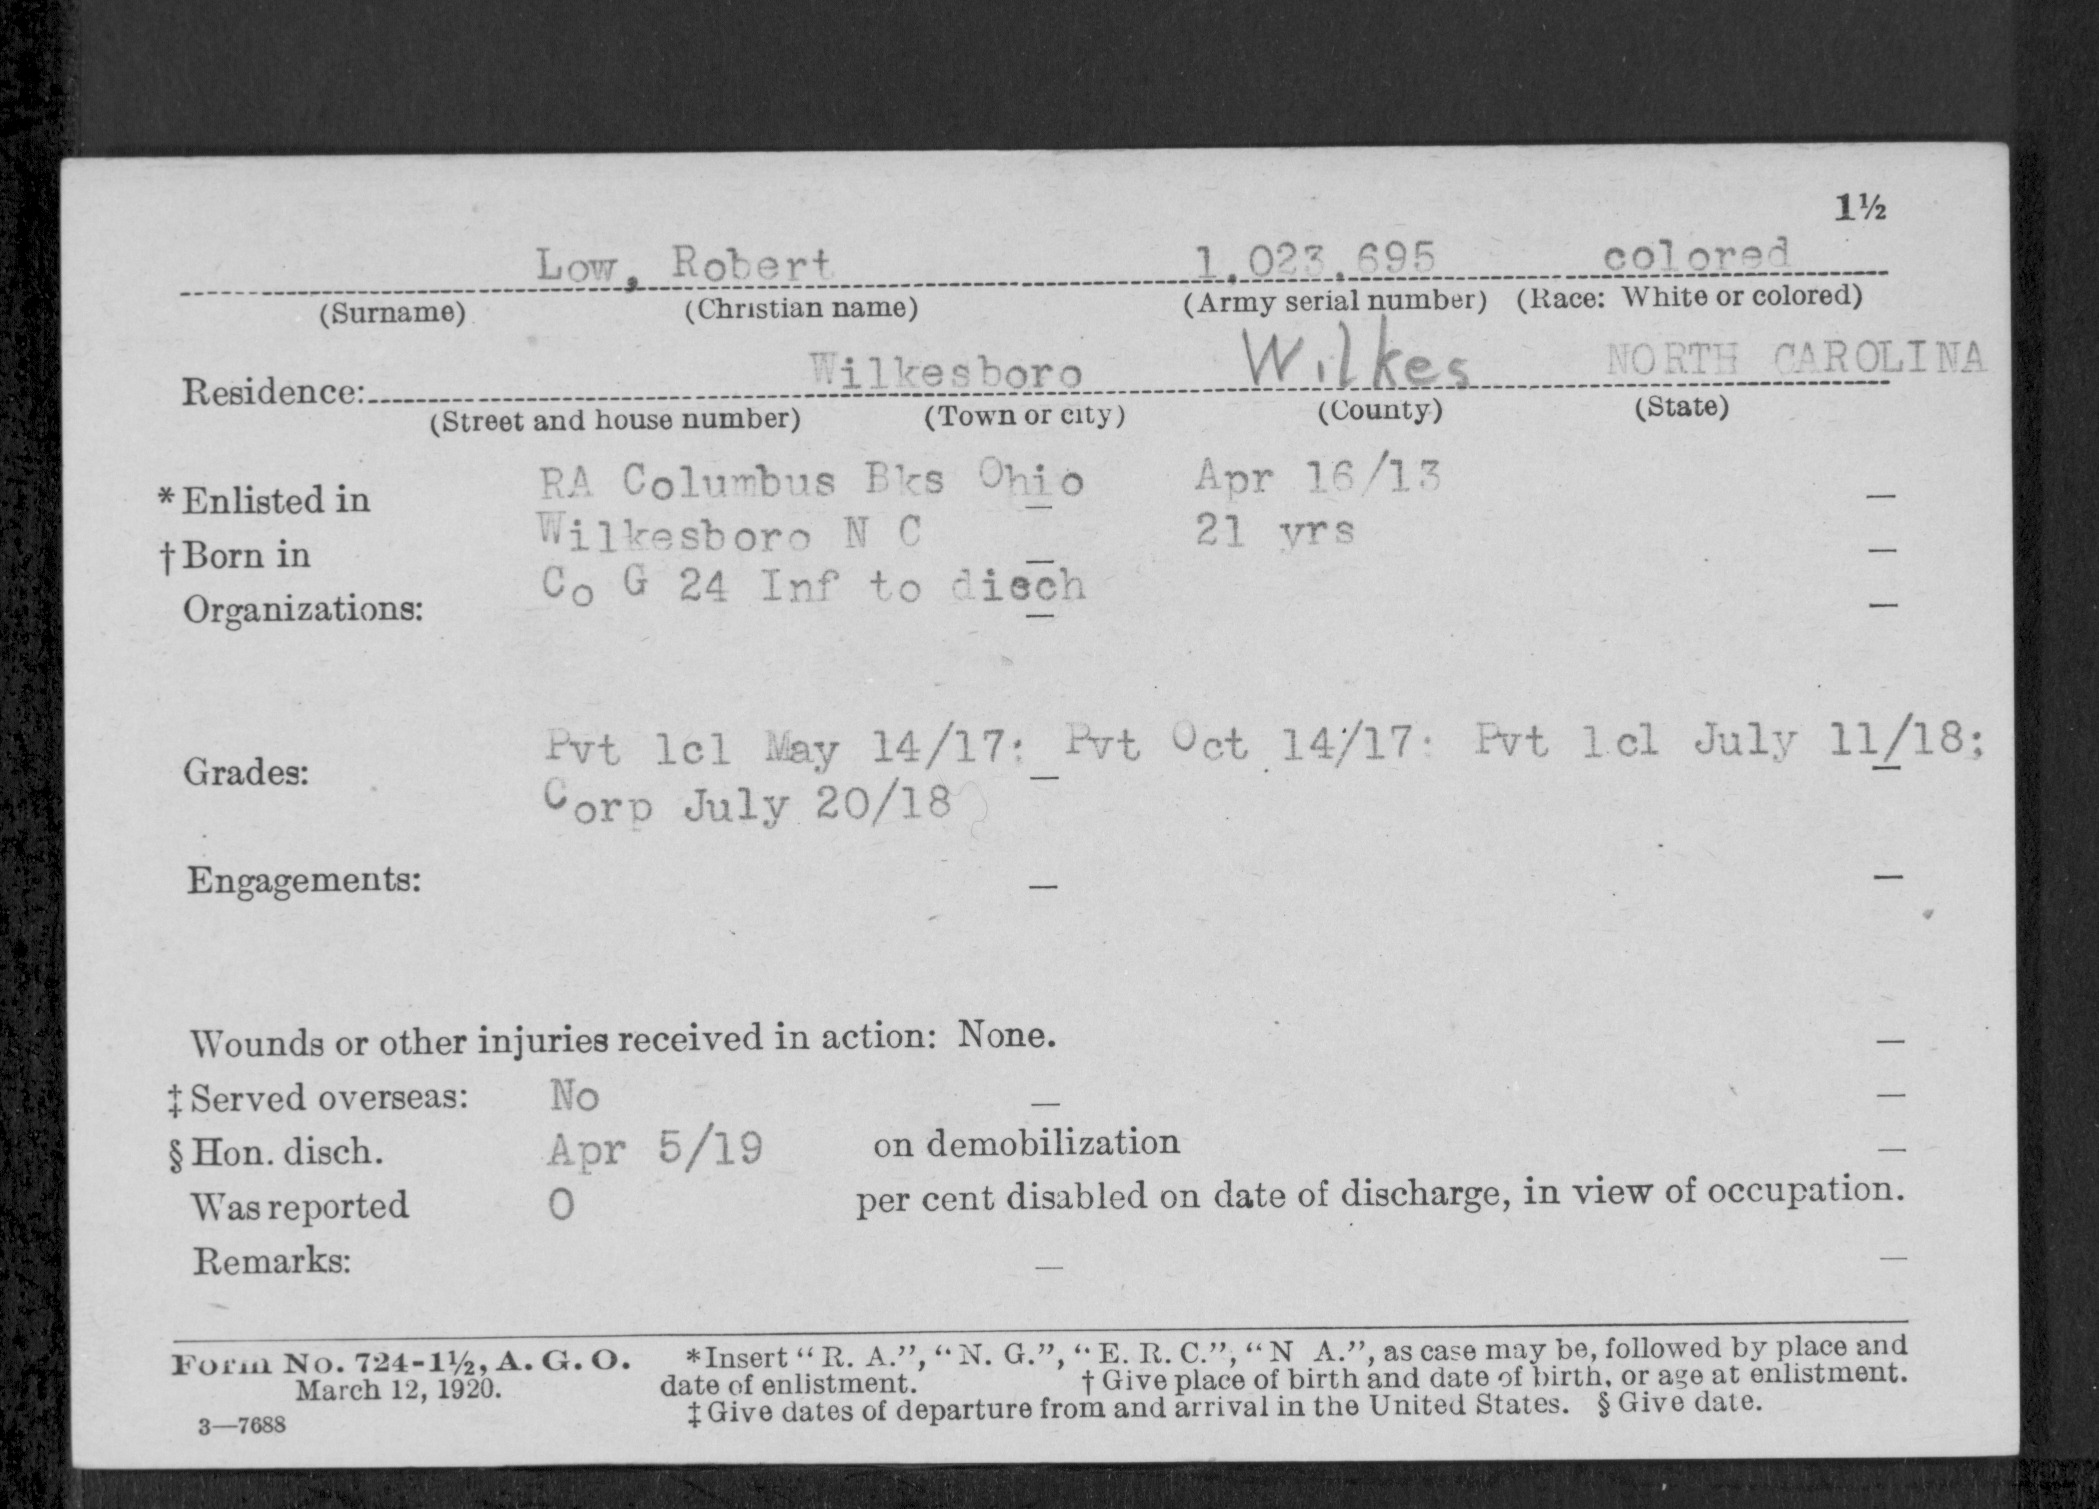 1½
Low, Robert 1,023,695 colored
(Surname) (Christian name) (Army serial number) (Race: White or colored)
Residence: Wilkesboro Wilkes NORTH CAROLINA
(Street and house number) (Town or city) (County) (State)
*Enlisted in RA Columbus Bks Ohio Apr 16/13
†Born in Wilkesboro N C 21 yrs
Organizations: Co G 24 Inf to disch
Grades: Pvt 1cl May 14/17: Pvt Oct 14/17: Pvt 1cl July 11/18;
Corp July 20/18
Engagements:
Wounds or other injuries received in action: None.
‡Served overseas: No
§Hon. disch. Apr 5/19 on demobilization
Was reported 0 per cent disabled on date of discharge, in view of occupation.
Remarks:
Form No. 724-1½, A. G. O. *Insert "R. A.", "N. G.", "E. R. C.", "N A.", as case may be, followed by place and
March 12, 1920. date of enlistment. †Give place of birth and date of birth, or age at enlistment.
3—7688 ‡Give dates of departure from and arrival in the United States. §Give date.